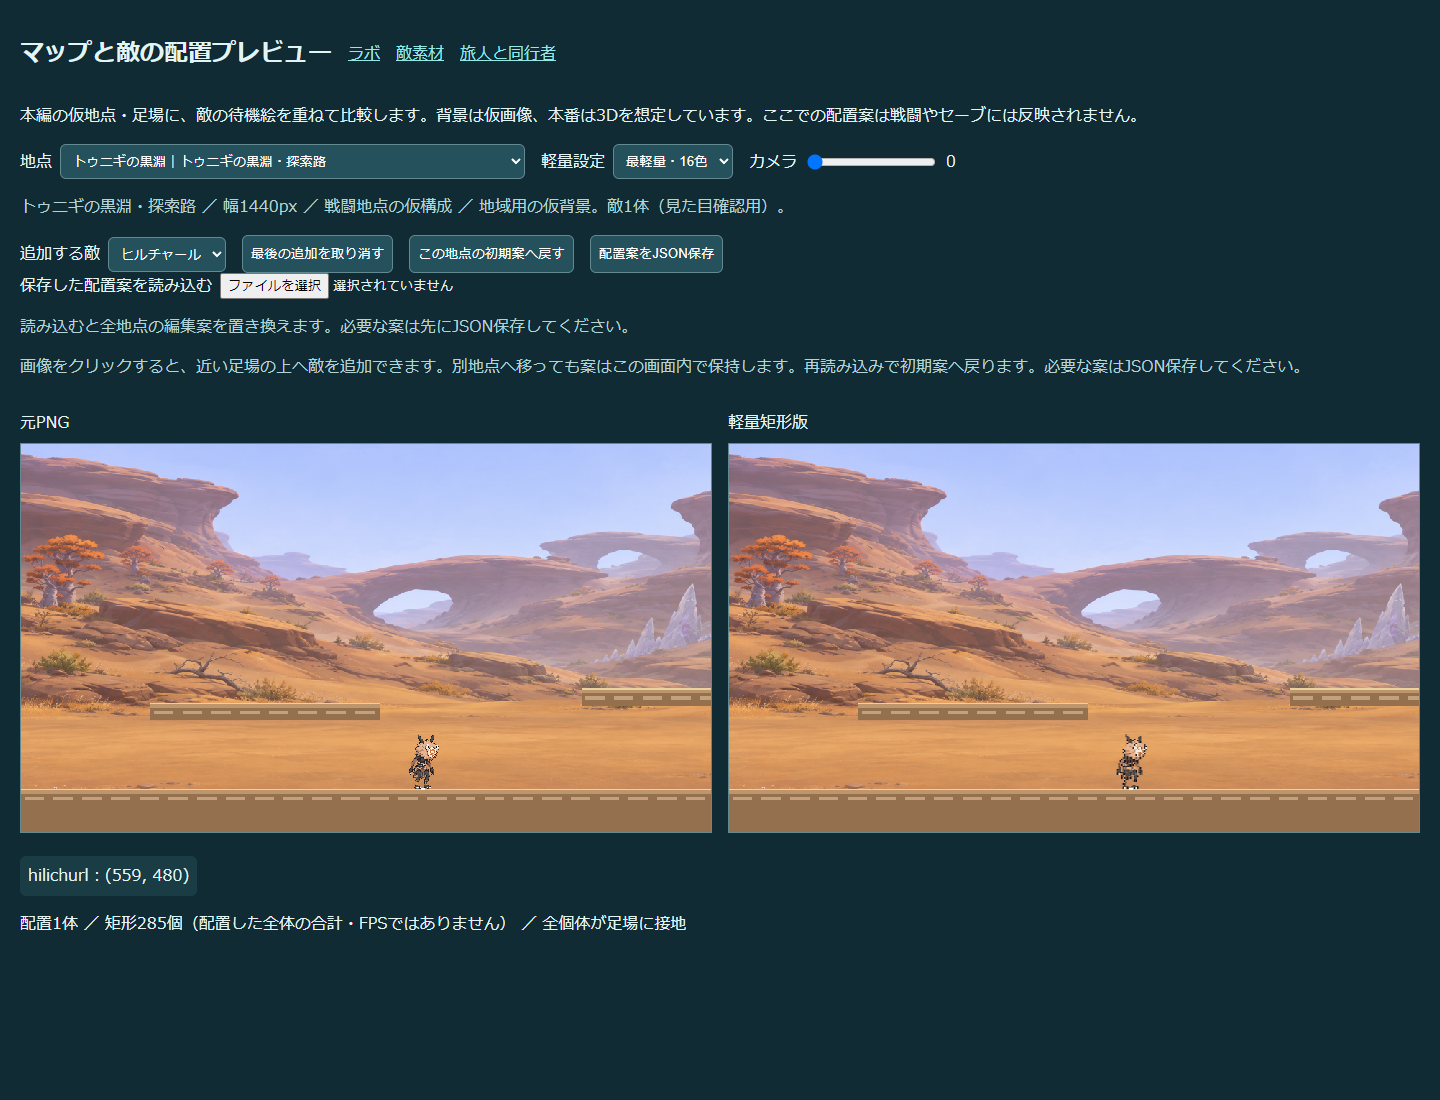 マップと敵の配置プレビュー ラボ 敵素材 旅人と同行者
本編の仮地点・足場に、敵の待機絵を重ねて比較します。背景は仮画像、本番は3Dを想定しています。ここでの配置案は戦闘やセーブには反映されません。
地点 トゥニギの黒淵｜トゥニギの黒淵・探索路 軽量設定 最軽量・16色 カメラ 0
トゥニギの黒淵・探索路 ／ 幅1440px ／ 戦闘地点の仮構成 ／ 地域用の仮背景。敵1体（見た目確認用）。
追加する敵 ヒルチャール 最後の追加を取り消す この地点の初期案へ戻す 配置案をJSON保存
保存した配置案を読み込む ファイルを選択 選択されていません
読み込むと全地点の編集案を置き換えます。必要な案は先にJSON保存してください。
画像をクリックすると、近い足場の上へ敵を追加できます。別地点へ移っても案はこの画面内で保持します。再読み込みで初期案へ戻ります。必要な案はJSON保存してください。
元PNG 軽量矩形版
hilichurl : (559, 480)
配置1体 ／ 矩形285個（配置した全体の合計・FPSではありません） ／ 全個体が足場に接地